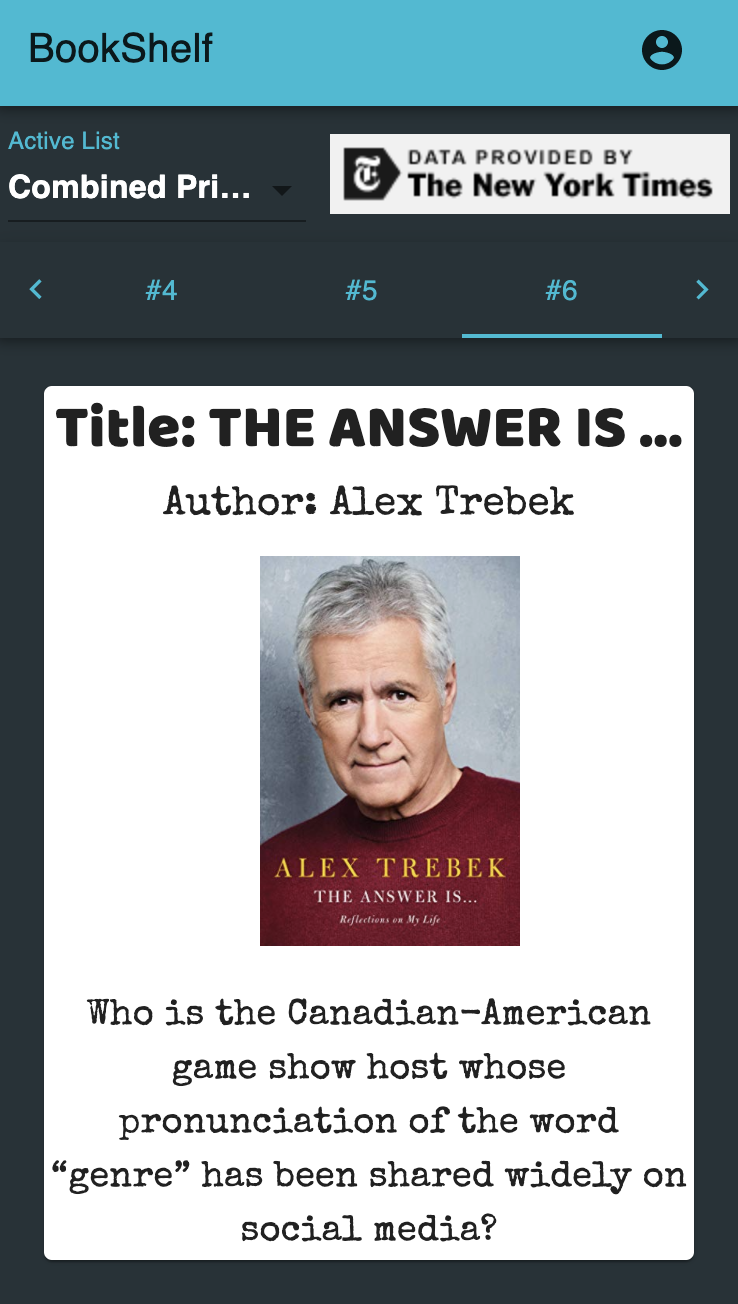 BookShelf
Active List
Combined Pri...
DATA PROVIDED BY
The New York Times
#4 #5 #6
Title: THE ANSWER IS ...
Author: Alex Trebek
ALEX TREBEK
THE ANSWER IS...
Reflections on My Life
Who is the Canadian-American
game show host whose
pronunciation of the word
“genre” has been shared widely on
social media?